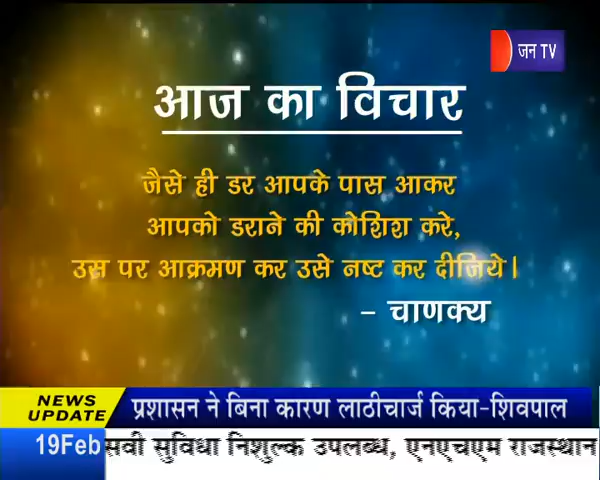 जन TV
आज का विचार
जैसे ही डर आपके पास आकर
आपको डराने की कोशिश करे,
उस पर आक्रमण कर उसे नष्ट कर दीजिये।
- चाणक्य
NEWS UPDATE
प्रशासन ने बिना कारण लाठीचार्ज किया-शिवपाल
19Feb
सुविधा निशुल्क उपलब्ध, एनएचएम राजस्थान